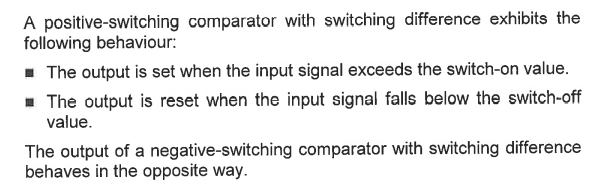 A positive-switching comparator with switching difference exhibits the
following behaviour:
■ The output is set when the input signal exceeds the switch-on value.
■ The output is reset when the input signal falls below the switch-off
value.
The output of a negative-switching comparator with switching difference
behaves in the opposite way.